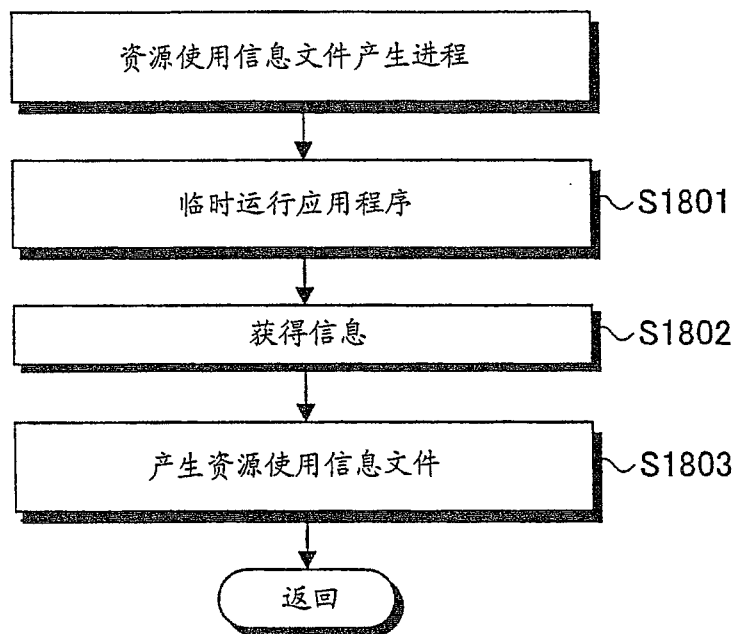 资源使用信息文件产生进程
临时运行应用程序
S1801
获得信息
S1802
产生资源使用信息文件
S1803
返回